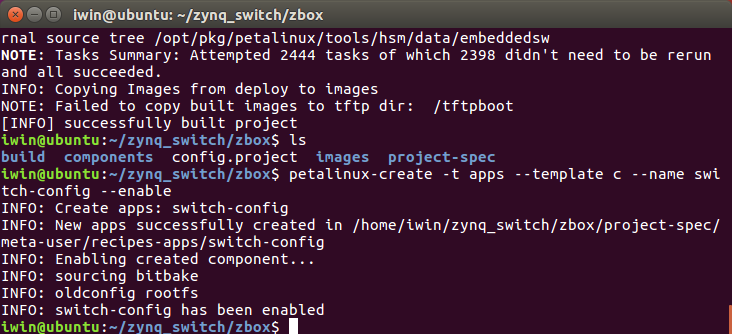 iwin@ubuntu: ~/zynq_switch/zbox
rnal source tree /opt/pkg/petalinux/tools/hsm/data/embeddedsw
NOTE: Tasks Summary: Attempted 2444 tasks of which 2398 didn't need to be rerun
and all succeeded.
INFO: Copying Images from deploy to images
NOTE: Failed to copy built images to tftp dir:  /tftpboot
[INFO] successfully built project
iwin@ubuntu:~/zynq_switch/zbox$ ls
build  components  config.project  images  project-spec
iwin@ubuntu:~/zynq_switch/zbox$ petalinux-create -t apps --template c --name swi
tch-config --enable
INFO: Create apps: switch-config
INFO: New apps successfully created in /home/iwin/zynq_switch/zbox/project-spec/
meta-user/recipes-apps/switch-config
INFO: Enabling created component...
INFO: sourcing bitbake
INFO: oldconfig rootfs
INFO: switch-config has been enabled
iwin@ubuntu:~/zynq_switch/zbox$